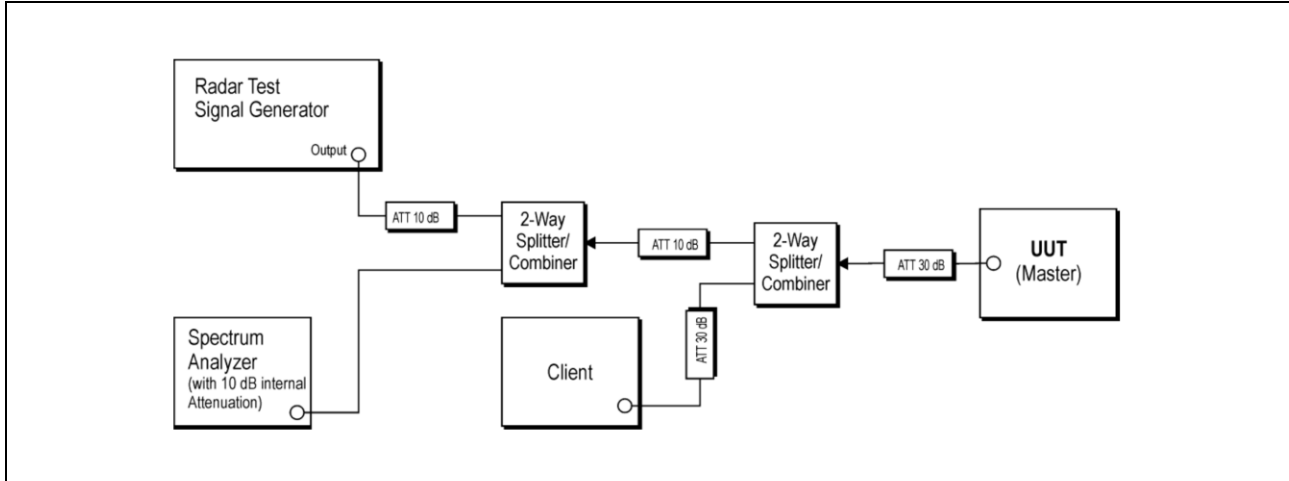 Radar Test
Signal Generator
Output
ATT 10 dB
2-Way
Splitter/
Combiner
ATT 10 dB
2-Way
Splitter/
Combiner
ATT 30 dB
UUT
(Master)
Spectrum
Analyzer
(with 10 dB internal
Attenuation)
Client
ATT 30 dB